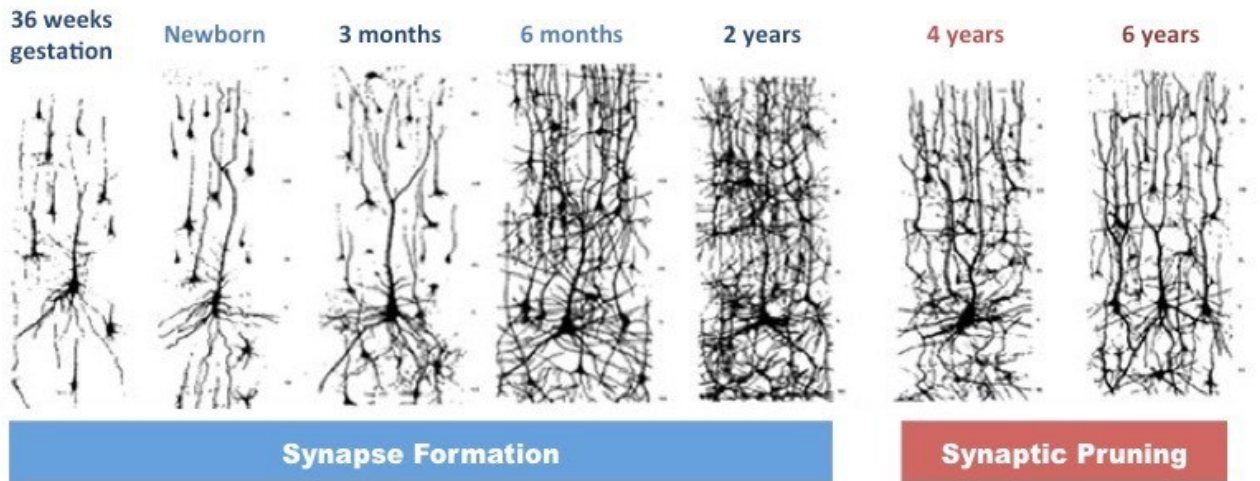 36 weeks
gestation
Newborn
3 months
6 months
2 years
4 years
6 years
Synapse Formation
Synaptic Pruning